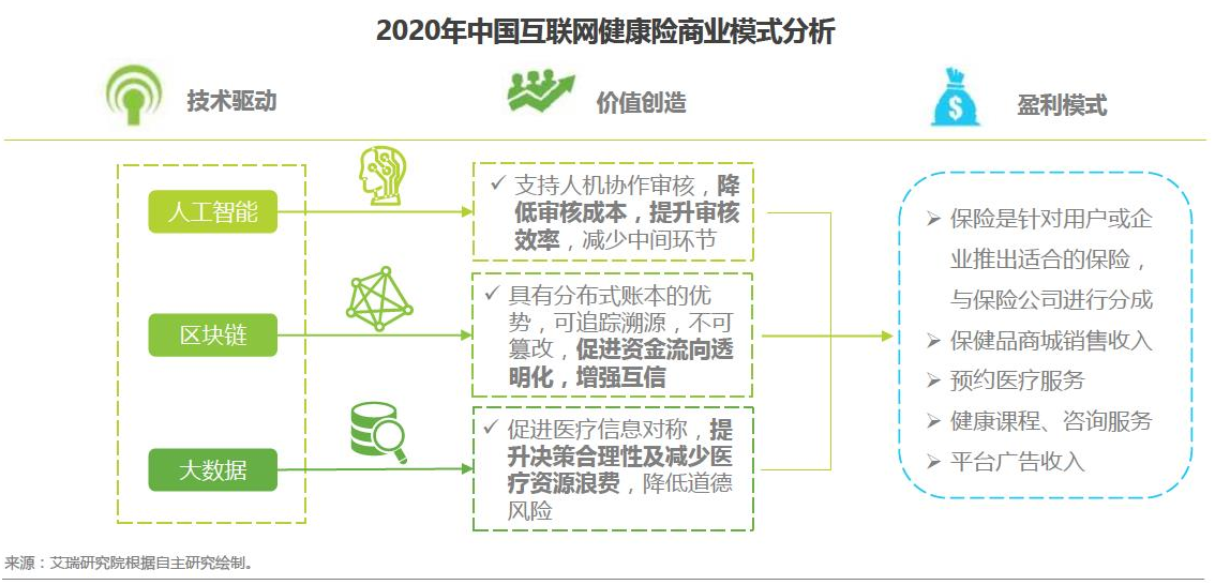 2020年中国互联网健康险商业模式分析
技术驱动
价值创造
盈利模式
人工智能
✓ 支持人机协作审核，降
低审核成本，提升审核
效率，减少中间环节
区块链
✓ 具有分布式账本的优
势，可追踪溯源，不可
篡改，促进资金流向透
明化，增强互信
大数据
✓ 促进医疗信息对称，提
升决策合理性及减少医
疗资源浪费，降低道德
风险
➢ 保险是针对用户或企
业推出适合的保险，
与保险公司进行分成
➢ 保健品商城销售收入
➢ 预约医疗服务
➢ 健康课程、咨询服务
➢ 平台广告收入
来源：艾瑞研究院根据自主研究绘制。